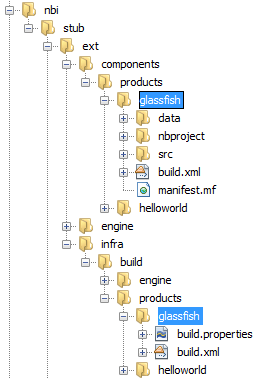 nbi
stub
ext
components
products
glassfish
data
nbproject
src
build.xml
manifest.mf
helloworld
engine
infra
build
engine
products
glassfish
build.properties
build.xml
helloworld